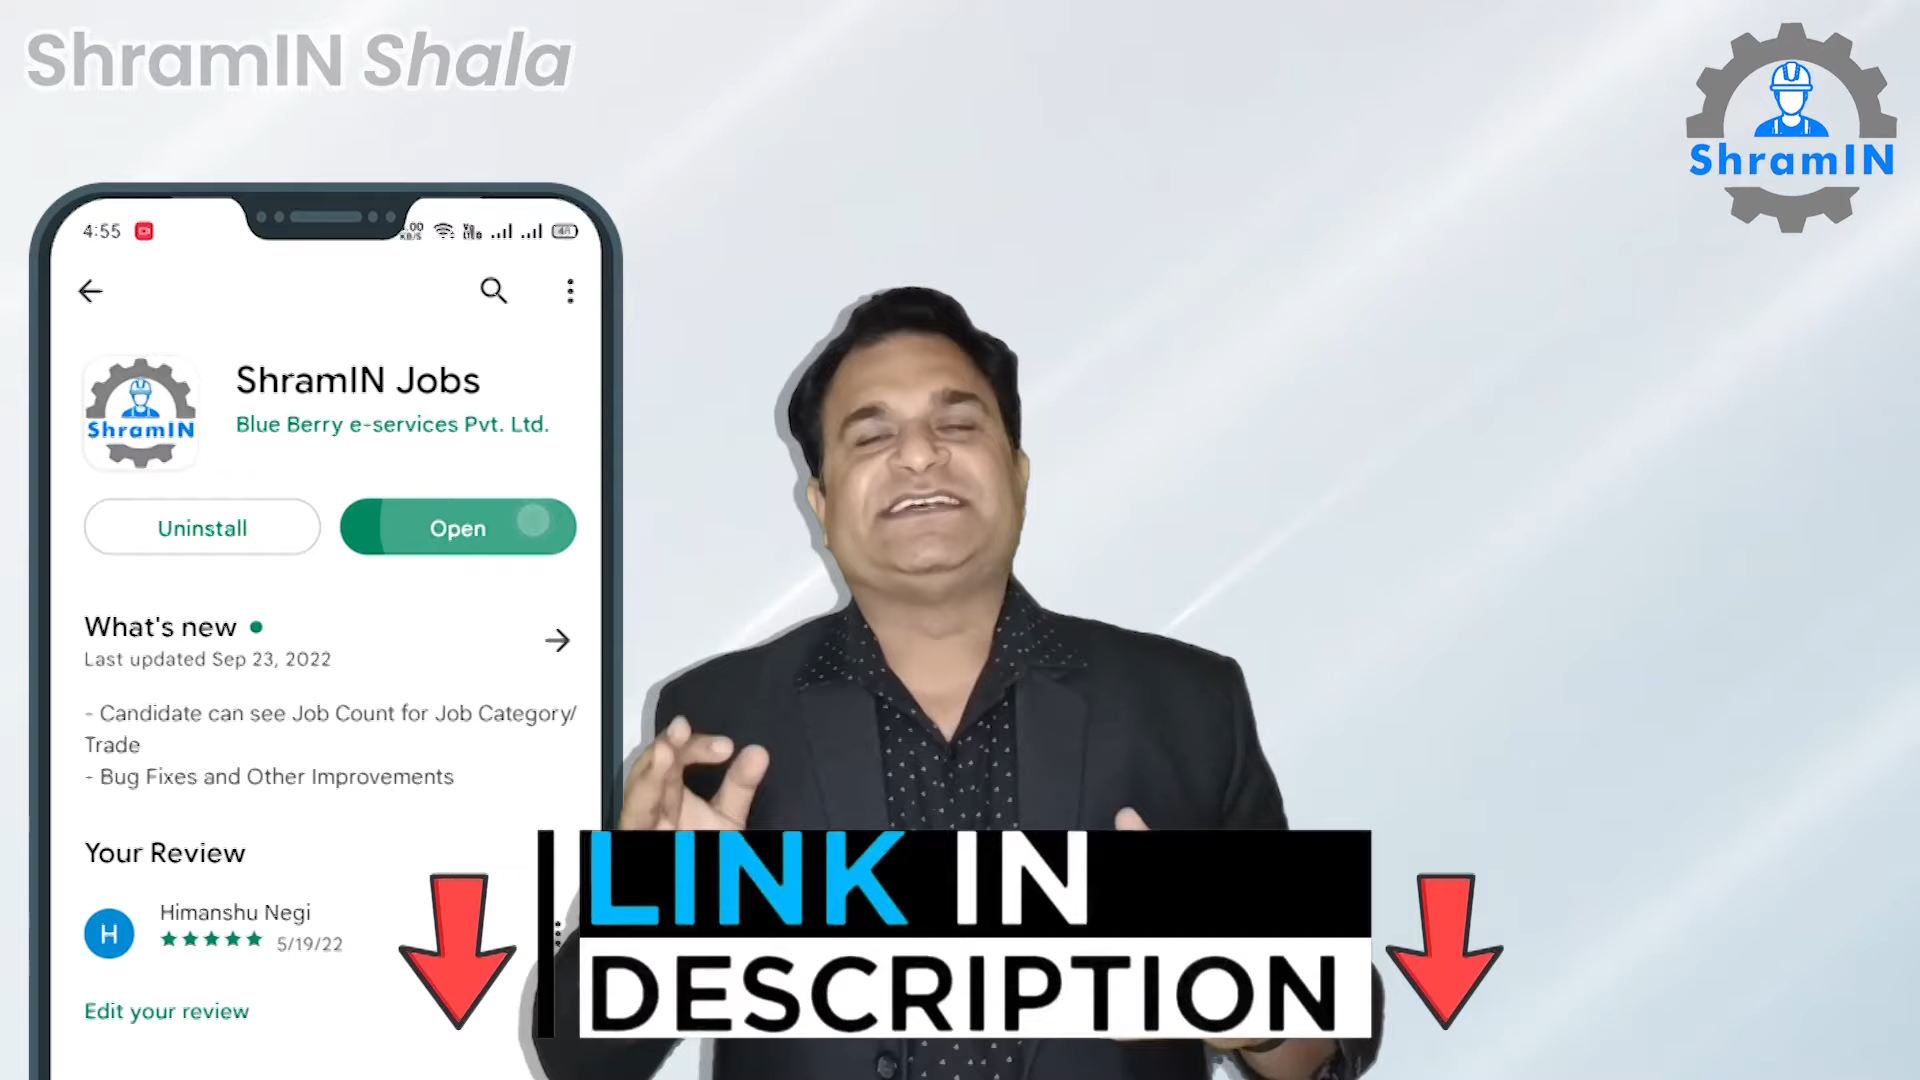 ShramIN Shala
ShramIN
4:55
ShramIN Jobs
ShramIN
Blue Berry e-services Pvt. Ltd.
Uninstall
Open
What's new
Last updated Sep 23, 2022
- Candidate can see Job Count for Job Category/
Trade
- Bug Fixes and Other Improvements
Your Review
H
Himanshu Negi
5/19/22
Edit your review
LINK IN
DESCRIPTION